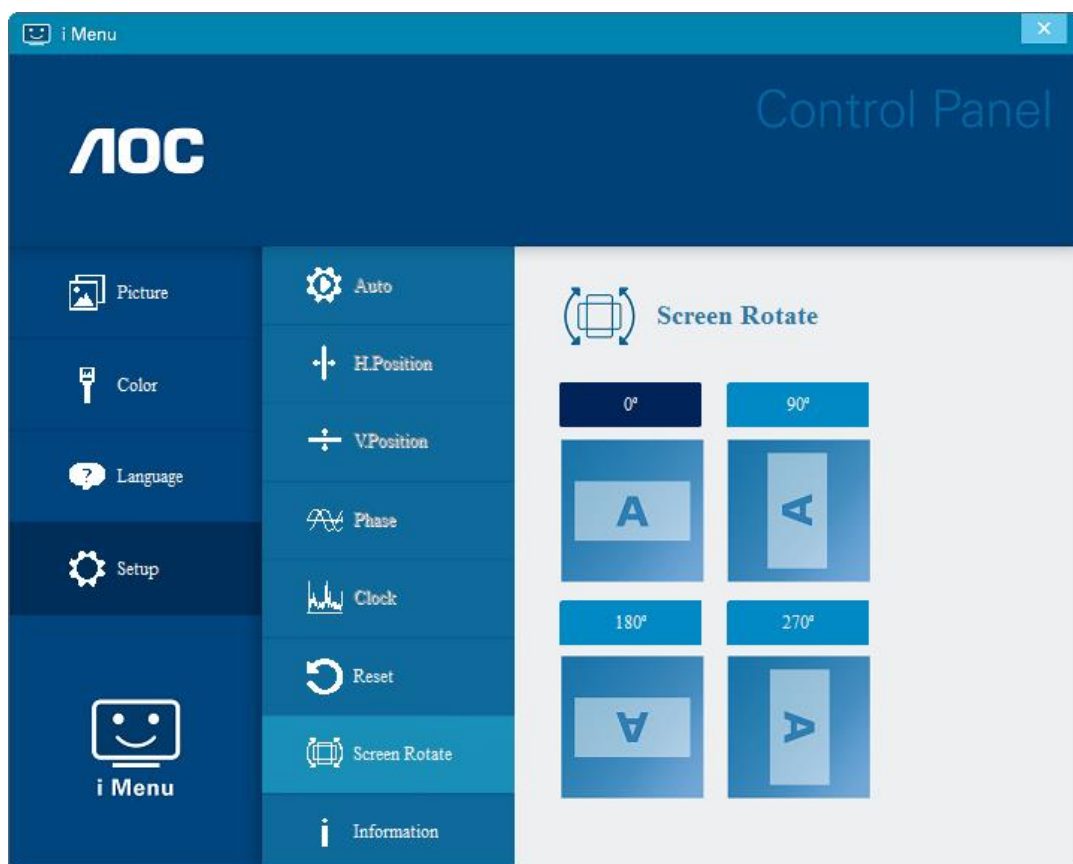 i Menu
×
AOC
Control Panel
Picture
Color
Language
Setup
i Menu
Auto
H.Position
V.Position
Phase
Clock
Reset
Screen Rotate
Information
Screen Rotate
0°
90°
A
A
180°
270°
A
A